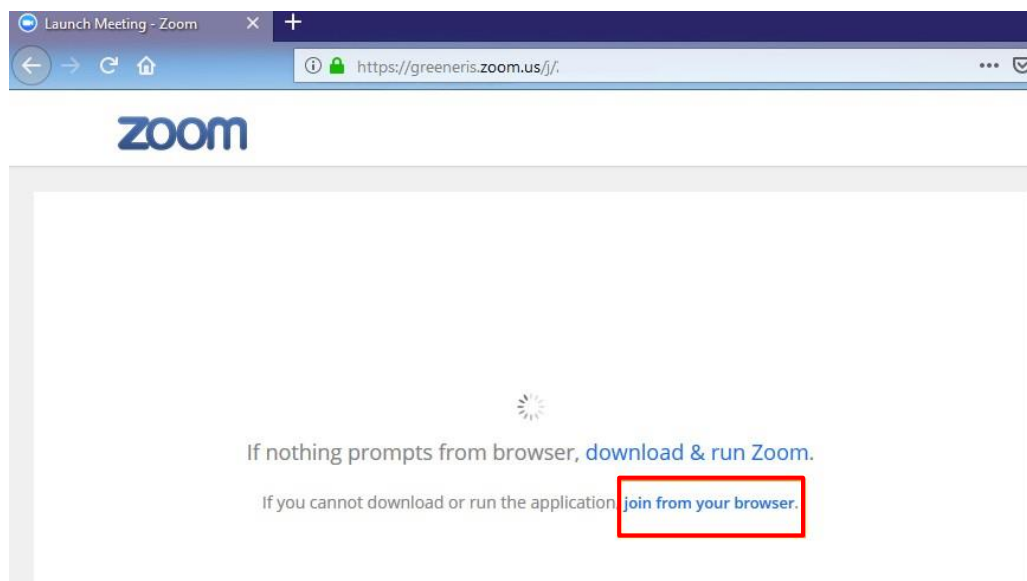 Launch Meeting - Zoom
https://greeneris.zoom.us/j/.
zoom
If nothing prompts from browser, download & run Zoom.
If you cannot download or run the application, join from your browser.